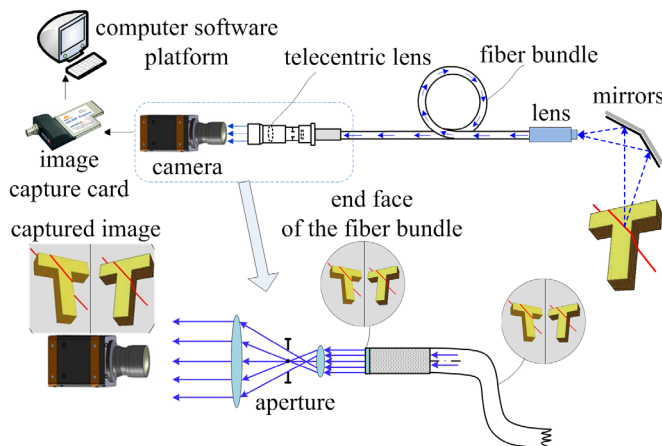 computer software
platform
telecentric lens
fiber bundle
lens
mirrors
image
capture card
camera
captured image
end face
of the fiber bundle
aperture